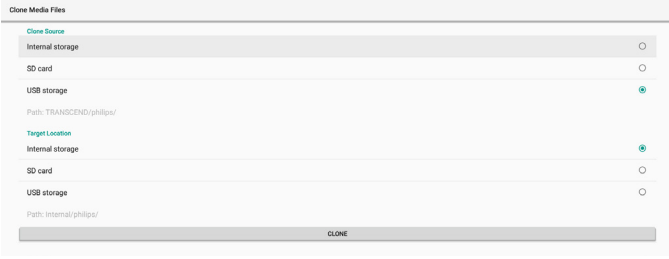 Clone Media Files
Clone Source
Internal storage
SD card
USB storage
Path: TRANSCEND/philips/
Target Location
Internal storage
SD card
USB storage
Path: Internal/philips/
CLONE